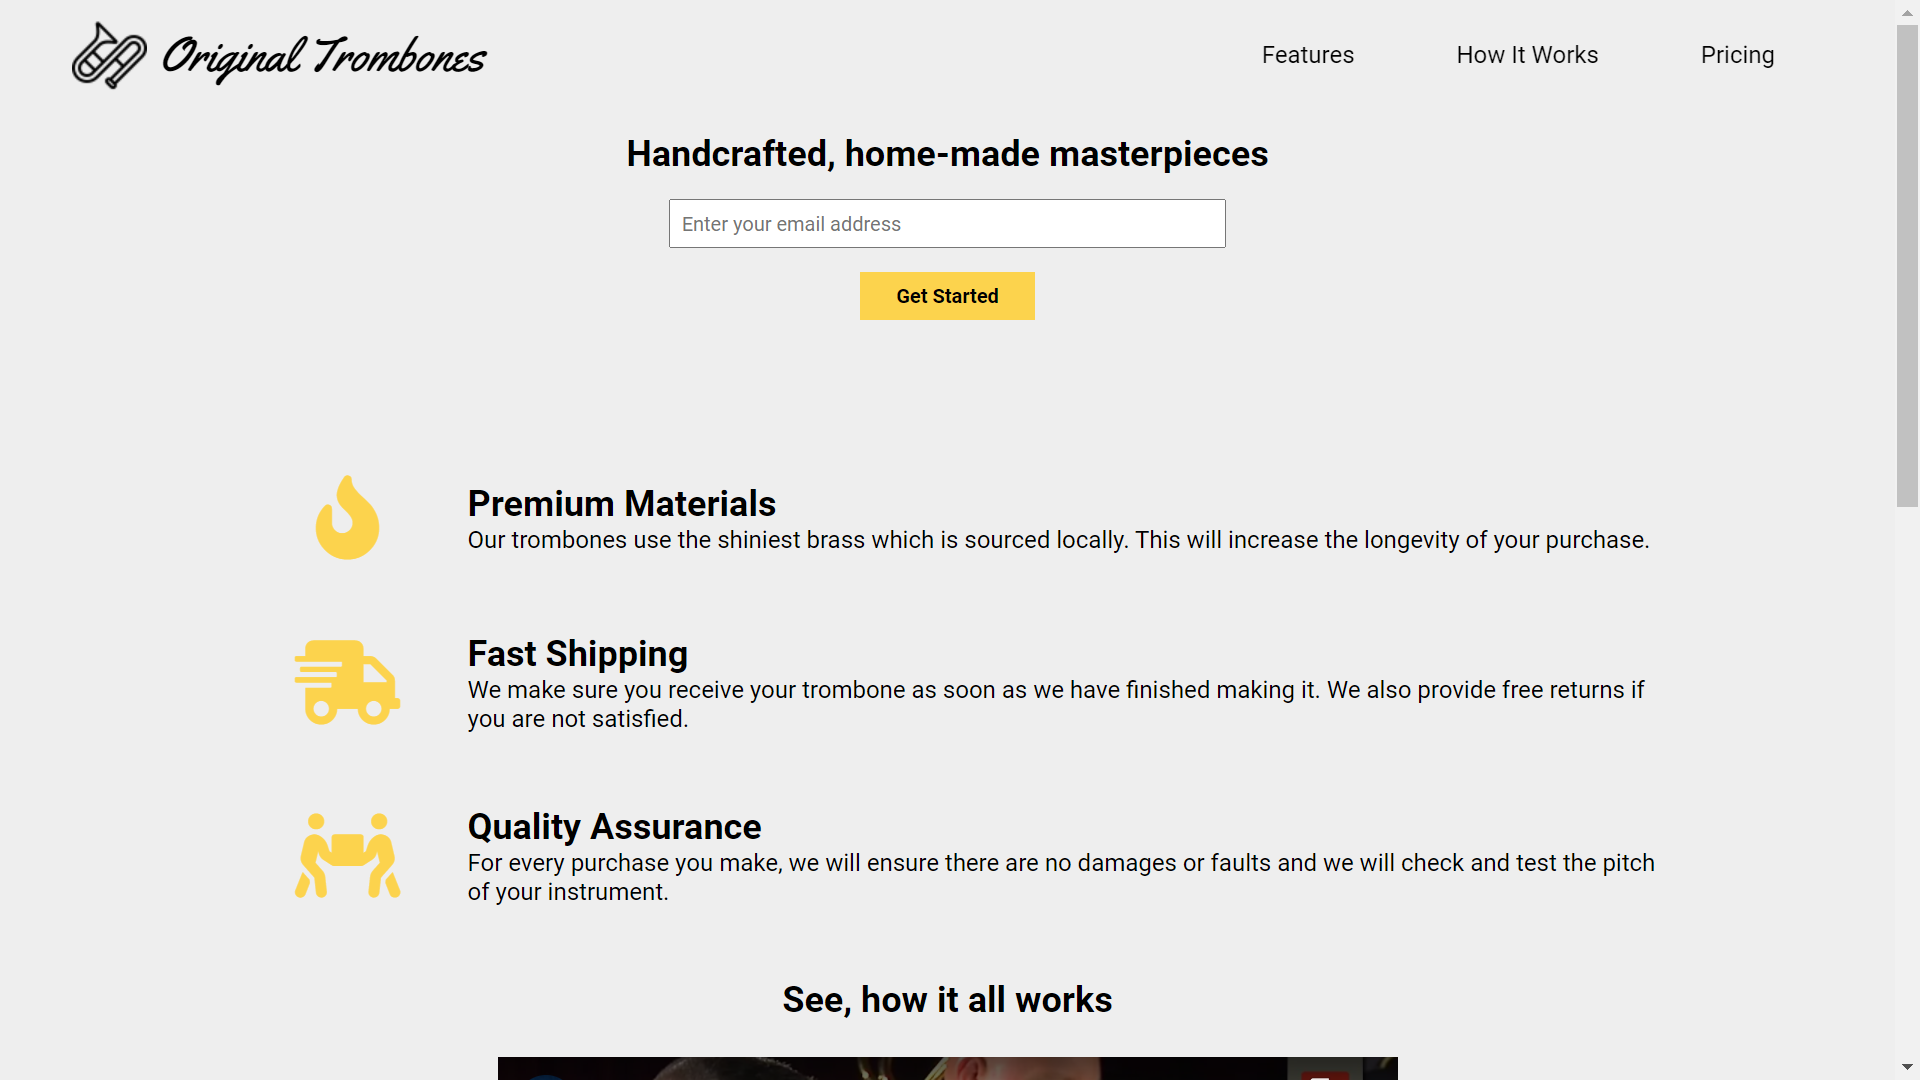 Original Trombones
Features
How It Works
Pricing
Handcrafted, home-made masterpieces
Enter your email address
Get Started
Premium Materials
Our trombones use the shiniest brass which is sourced locally. This will increase the longevity of your purchase.
Fast Shipping
We make sure you receive your trombone as soon as we have finished making it. We also provide free returns if
you are not satisfied.
Quality Assurance
For every purchase you make, we will ensure there are no damages or faults and we will check and test the pitch
of your instrument.
See, how it all works